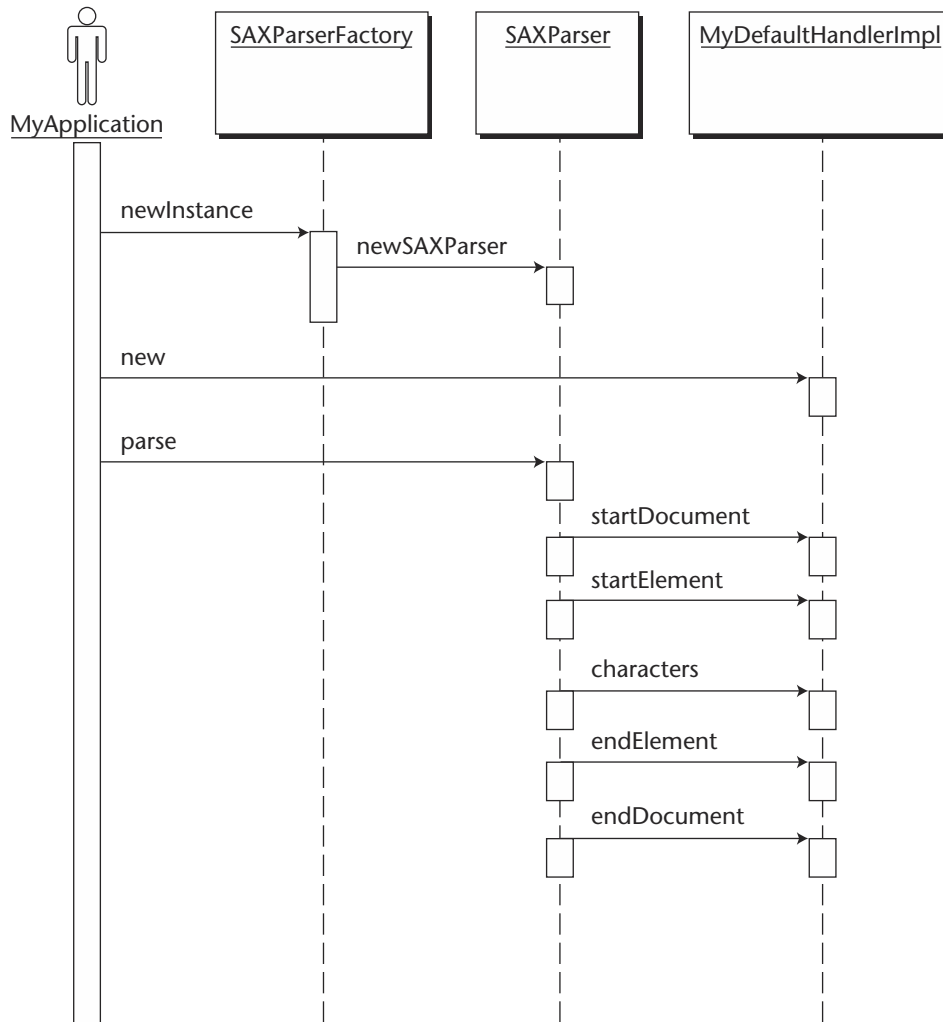 SAXParserFactory
SAXParser
MyDefaultHandlerImpl
MyApplication
newInstance
newSAXParser
new
parse
startDocument
startElement
characters
endElement
endDocument